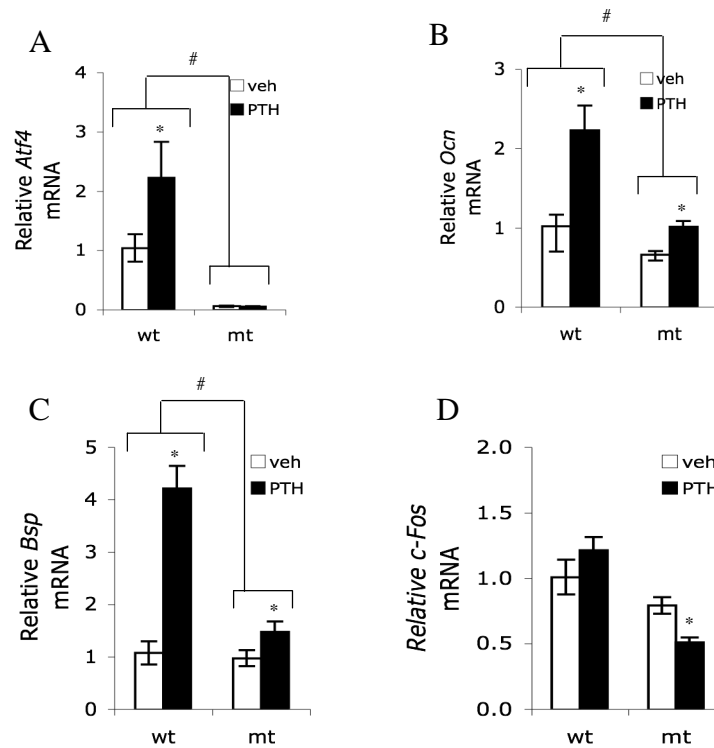 A
#
4
veh
PTH
3
*
Relative Atf4
mRNA
2
1
0
wt
mt
B
#
3
veh
PTH
*
Relative Ocn
mRNA
2
*
1
0
wt
mt
C
#
5
veh
PTH
*
4
Relative Bsp
mRNA
3
2
*
1
0
wt
mt
D
2.0
veh
PTH
1.5
Relative c-Fos
mRNA
1.0
*
0.5
0.0
wt
mt